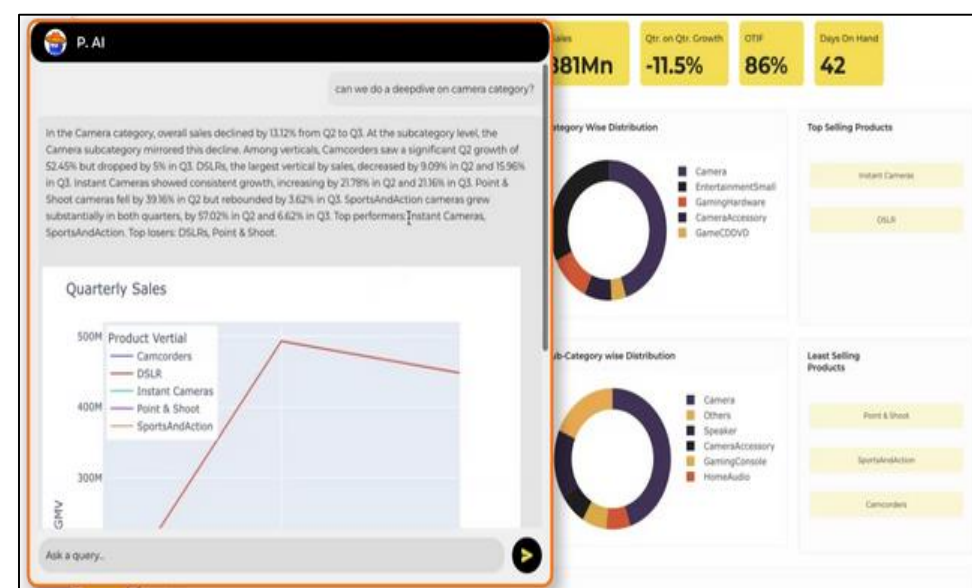 P. AI
can we do a deepdive on camera category?
In the Camera category, overall sales declined by 13.12% from Q2 to Q3. At the subcategory level, the
Camera subcategory mirrored this decline. Among verticals, Camcorders saw a significant Q2 growth of
52.45% but dropped by 5% in Q3. DSLRs, the largest vertical by sales, decreased by 9.09% in Q2 and 15.96%
in Q3. Instant Cameras showed consistent growth, increasing by 21.78% in Q2 and 21.16% in Q3. Point &
Shoot cameras fell by 39.16% in Q2 but rebounded by 3.62% in Q3. SportsAndAction cameras grew
substantially in both quarters, by 57.02% in Q2 and 6.62% in Q3. Top performers: Instant Cameras,
SportsAndAction. Top losers: DSLRs, Point & Shoot.
Quarterly Sales
500M
400M
300M
GMV
Product Vertial
Camcorders
DSLR
Instant Cameras
Point & Shoot
SportsAndAction
Ask a query..
Sales
381Mn
Qtr. on Qtr. Growth
-11.5%
OTIF
86%
Days On Hand
42
ategory Wise Distribution
Camera
EntertainmentSmall
GamingHardware
CameraAccessory
GameCDDVD
Top Selling Products
Instant Cameras
DSLR
ub-Category wise Distribution
Camera
Others
Speaker
CameraAccessory
GamingConsole
HomeAudio
Least Selling
Products
Point & Shoot
SportsAndAction
Camcorders